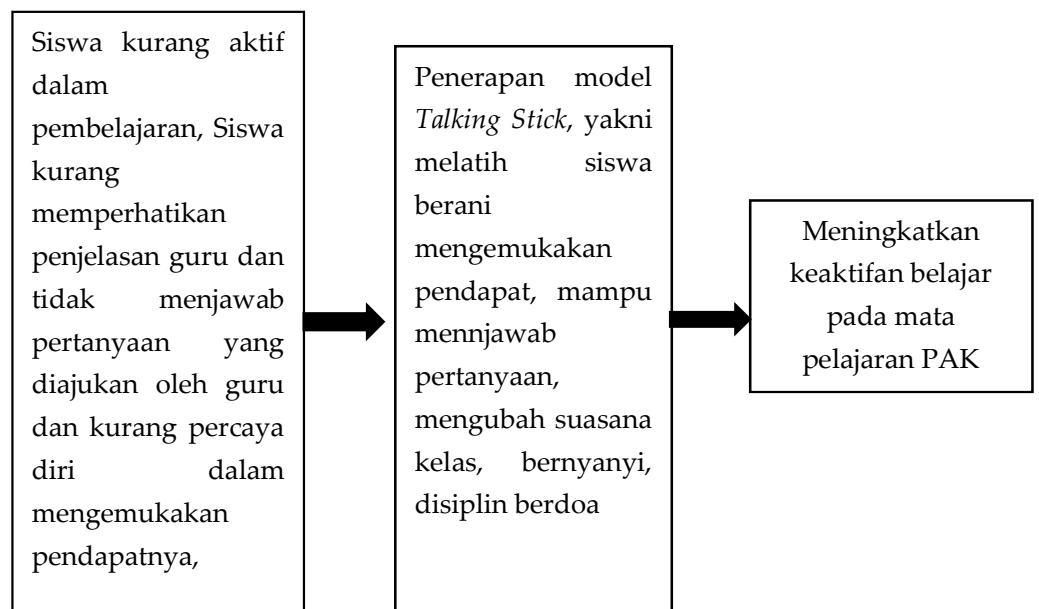 Siswa kurang aktif
dalam
pembelajaran, Siswa
kurang
memperhatikan
penjelasan guru dan
tidak menjawab
pertanyaan yang
diajukan oleh guru
dan kurang percaya
diri dalam
mengemukakan
pendapatnya,
Penerapan model
Talking Stick, yakni
melatih siswa
berani
mengemukakan
pendapat, mampu
mennjawab
pertanyaan,
mengubah suasana
kelas, bernyanyi,
disiplin berdoa
Meningkatkan
keaktifan belajar
pada mata
pelajaran PAK